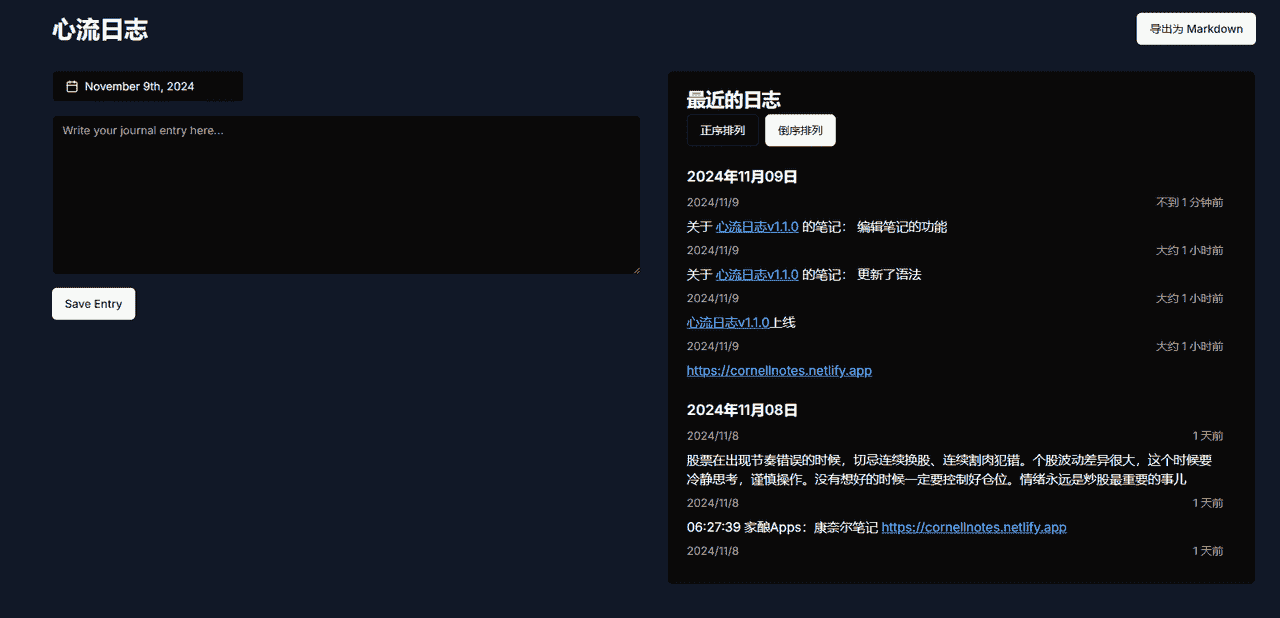 心流日志
导出为 Markdown
November 9th, 2024
Write your journal entry here...
Save Entry
最近的日志
正序排列
倒序排列
2024年11月09日
2024/11/9
不到 1 分钟前
关于 心流日志v1.1.0 的笔记： 编辑笔记的功能
2024/11/9
大约 1 小时前
关于 心流日志v1.1.0 的笔记： 更新了语法
2024/11/9
大约 1 小时前
心流日志v1.1.0上线
2024/11/9
大约 1 小时前
https://cornellnotes.netlify.app
2024年11月08日
2024/11/8
1 天前
股票在出现节奏错误的时候，切忌连续换股、连续割肉犯错。个股波动差异很大，这个时候要
冷静思考，谨慎操作。没有想好的时候一定要控制好仓位。情绪永远是炒股最重要的事儿
2024/11/8
1 天前
06:27:39 家酿Apps：康奈尔笔记 https://cornellnotes.netlify.app
2024/11/8
1 天前